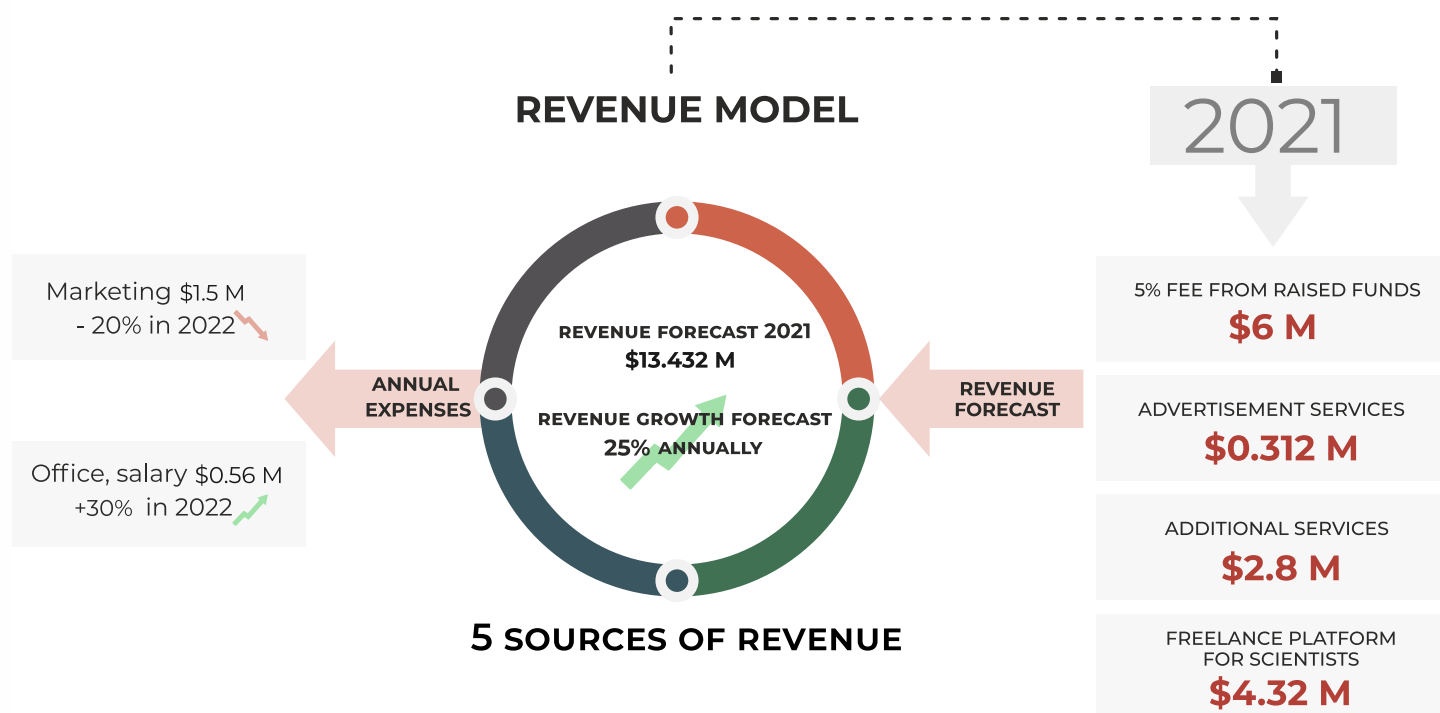 REVENUE MODEL
2021
Marketing $1.5 M
- 20% in 2022
Office, salary $0.56 M
+30% in 2022
ANNUAL
EXPENSES
REVENUE FORECAST 2021
$13.432 M
REVENUE GROWTH FORECAST
25% ANNUALLY
REVENUE
FORECAST
5% FEE FROM RAISED FUNDS
$6 M
ADVERTISEMENT SERVICES
$0.312 M
ADDITIONAL SERVICES
$2.8 M
FREELANCE PLATFORM
FOR SCIENTISTS
$4.32 M
5 SOURCES OF REVENUE